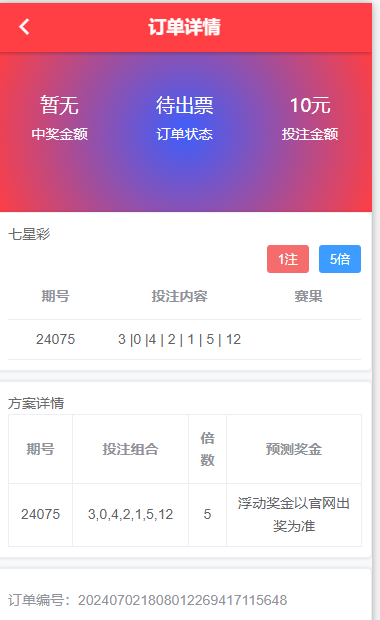 订单详情
暂无 待出票 10元
中奖金额 订单状态 投注金额
七星彩
1注 5倍
期号 投注内容 赛果
24075 3 |0 |4 | 2 | 1 | 5 | 12
方案详情
期号 投注组合 倍数 预测奖金
24075 3,0,4,2,1,5,12 5 浮动奖金以官网出奖为准
订单编号：202407021808012269417115648